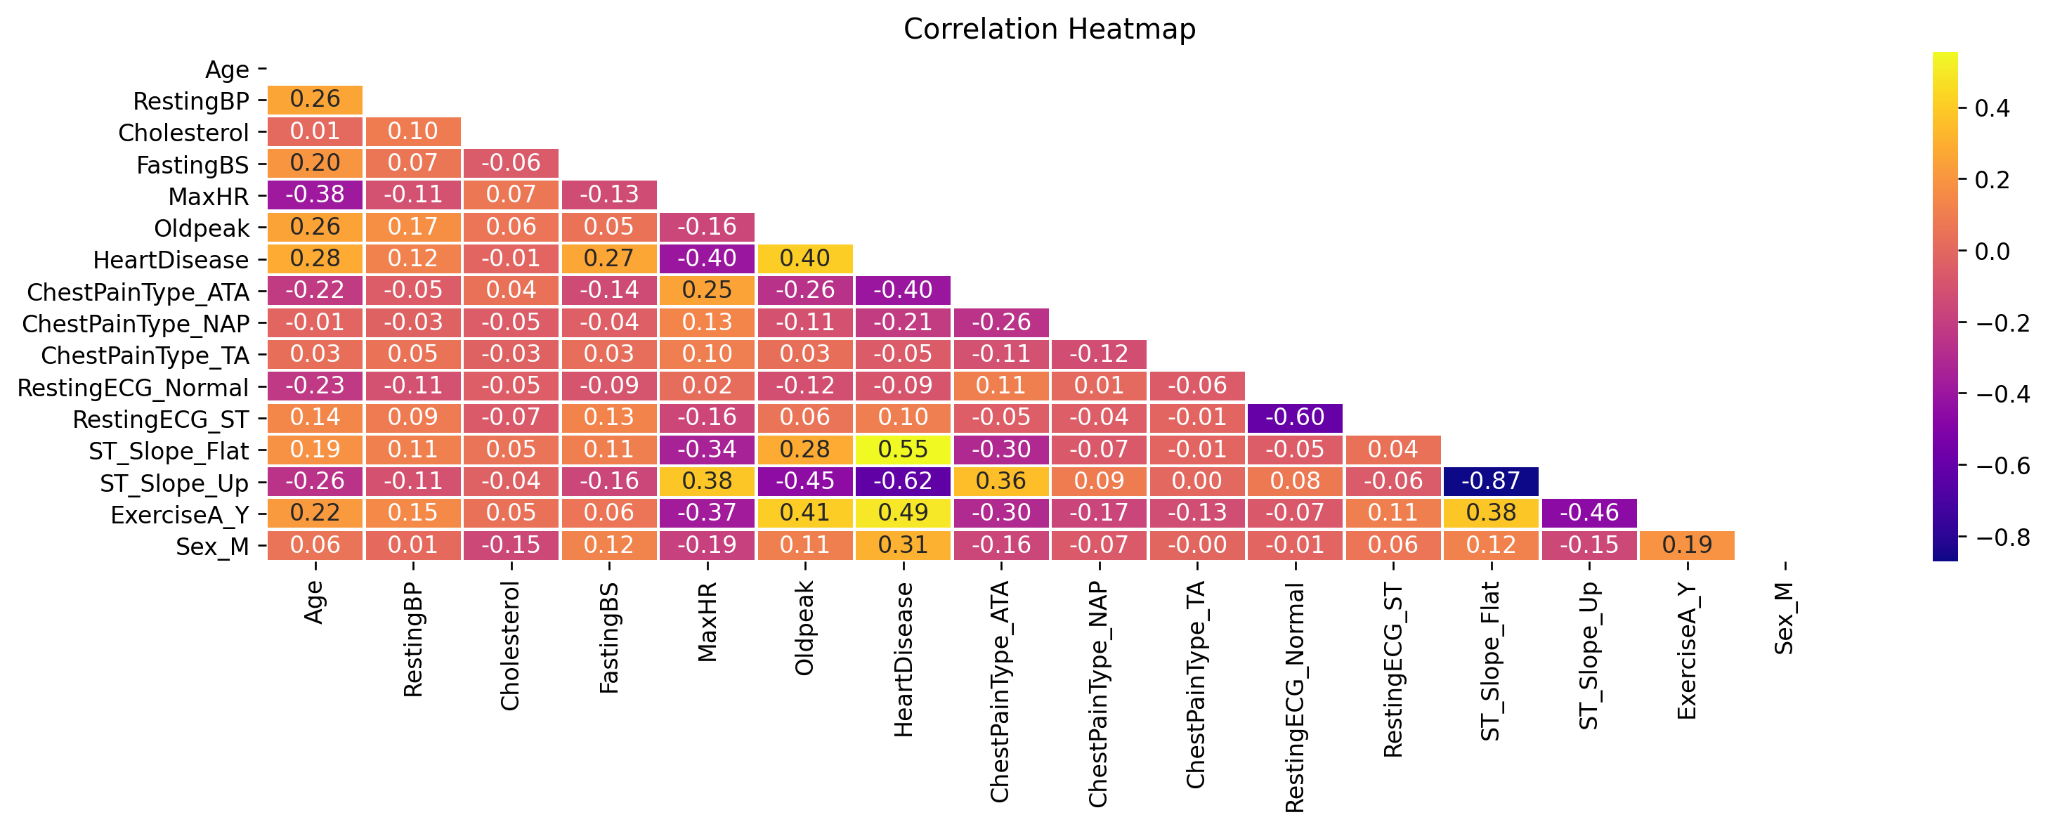 Correlation Heatmap
Age
RestingBP 0.26
Cholesterol 0.01 0.10
FastingBS 0.20 0.07 -0.06
MaxHR -0.38 -0.11 0.07 -0.13
Oldpeak 0.26 0.17 0.06 0.05 -0.16
HeartDisease 0.28 0.12 -0.01 0.27 -0.40 0.40
ChestPainType_ATA -0.22 -0.05 0.04 -0.14 0.25 -0.26 -0.40
ChestPainType_NAP -0.01 -0.03 -0.05 -0.04 0.13 -0.11 -0.21 -0.26
ChestPainType_TA 0.03 0.05 -0.03 0.03 0.10 0.03 -0.05 -0.11 -0.12
RestingECG_Normal -0.23 -0.11 -0.05 -0.09 0.02 -0.12 -0.09 0.11 0.01 -0.06
RestingECG_ST 0.14 0.09 -0.07 0.13 -0.16 0.06 0.10 -0.05 -0.04 -0.01 -0.60
ST_Slope_Flat 0.19 0.11 0.05 0.11 -0.34 0.28 0.55 -0.30 -0.07 -0.01 -0.05 0.04
ST_Slope_Up -0.26 -0.11 -0.04 -0.16 0.38 -0.45 -0.62 0.36 0.09 0.00 0.08 -0.06 -0.87
ExerciseA_Y 0.22 0.15 0.05 0.06 -0.37 0.41 0.49 -0.30 -0.17 -0.13 -0.07 0.11 0.38 -0.46
Sex_M 0.06 0.01 -0.15 0.12 -0.19 0.11 0.31 -0.16 -0.07 -0.00 -0.01 0.06 0.12 -0.15 0.19
Age
RestingBP
Cholesterol
FastingBS
MaxHR
Oldpeak
HeartDisease
ChestPainType_ATA
ChestPainType_NAP
ChestPainType_TA
RestingECG_Normal
RestingECG_ST
ST_Slope_Flat
ST_Slope_Up
ExerciseA_Y
Sex_M
0.4
0.2
0.0
−0.2
−0.4
−0.6
−0.8